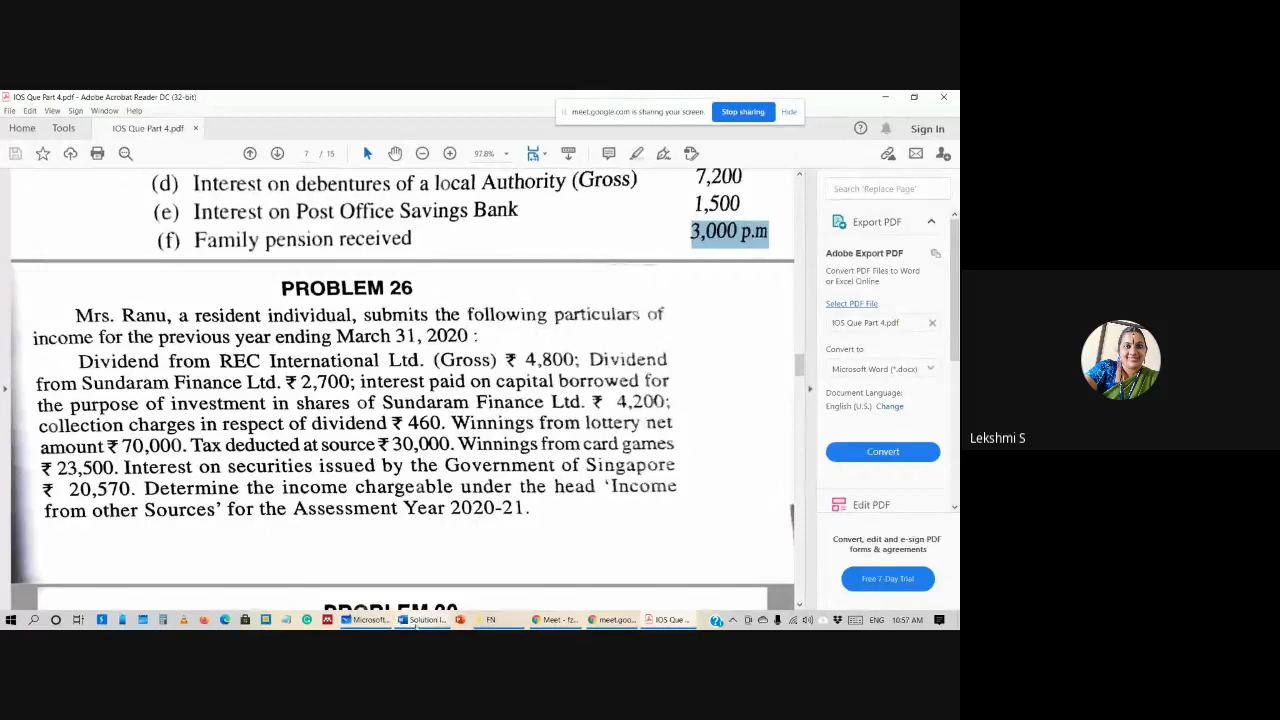 IOS Que Part 4.pdf - Adobe Acrobat Reader DC (32-bit)
File Edit View Sign Window Help
meet.google.com is sharing your screen. Stop sharing Hide
Home Tools IOS Que Part 4.pdf × Sign In
7 / 15 97.8%
(d) Interest on debentures of a local Authority (Gross) 7,200
(e) Interest on Post Office Savings Bank 1,500
(f) Family pension received 3,000 p.m
PROBLEM 26
Mrs. Ranu, a resident individual, submits the following particulars of
income for the previous year ending March 31, 2020 :
Dividend from REC International Ltd. (Gross) ₹ 4,800; Dividend
from Sundaram Finance Ltd. ₹ 2,700; interest paid on capital borrowed for
the purpose of investment in shares of Sundaram Finance Ltd. ₹ 4,200;
collection charges in respect of dividend ₹ 460. Winnings from lottery net
amount ₹ 70,000. Tax deducted at source ₹ 30,000. Winnings from card games
₹ 23,500. Interest on securities issued by the Government of Singapore
₹ 20,570. Determine the income chargeable under the head 'Income
from other Sources' for the Assessment Year 2020-21.
Search 'Replace Page'
Export PDF
Adobe Export PDF
Convert PDF Files to Word
or Excel Online
Select PDF File
IOS Que Part 4.pdf
Convert to
Microsoft Word (*.docx)
Document Language:
English (U.S.) Change
Convert
Edit PDF
Convert, edit and e-sign PDF
forms & agreements
Free 7-Day Trial
Lekshmi S
Microsoft... Solution I... FN Meet - fz... meet.goo... IOS Que ... ENG 10:57 AM